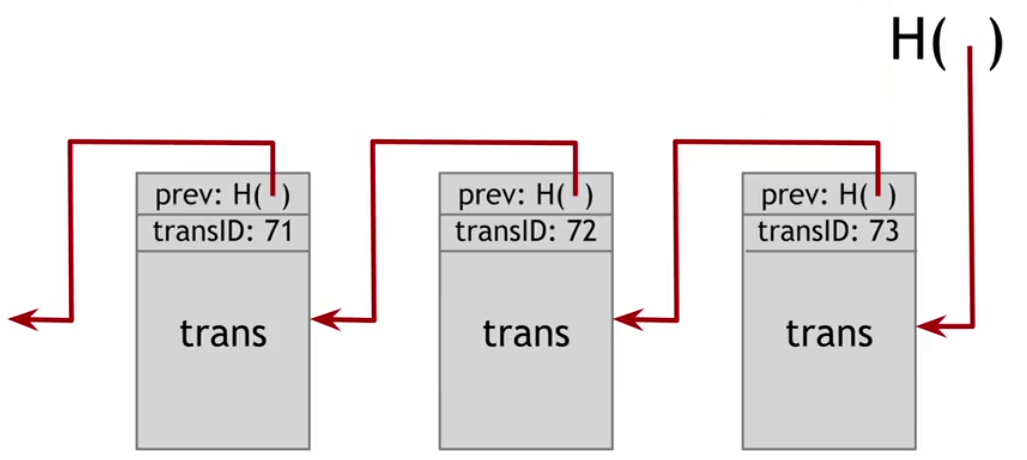 H( )
prev: H( )
transID: 71
trans
prev: H( )
transID: 72
trans
prev: H( )
transID: 73
trans